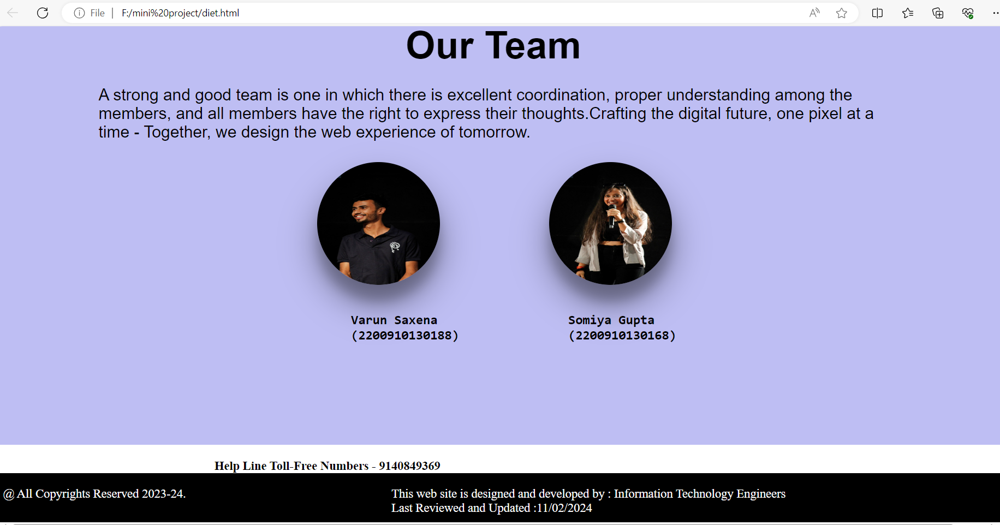 File
F:/mini%20project/diet.html
Our Team
A strong and good team is one in which there is excellent coordination, proper understanding among the
members, and all members have the right to express their thoughts.Crafting the digital future, one pixel at a
time - Together, we design the web experience of tomorrow.
Varun Saxena
(2200910130188)
Somiya Gupta
(2200910130168)
Help Line Toll-Free Numbers - 9140849369
@ All Copyrights Reserved 2023-24.
This web site is designed and developed by : Information Technology Engineers
Last Reviewed and Updated :11/02/2024